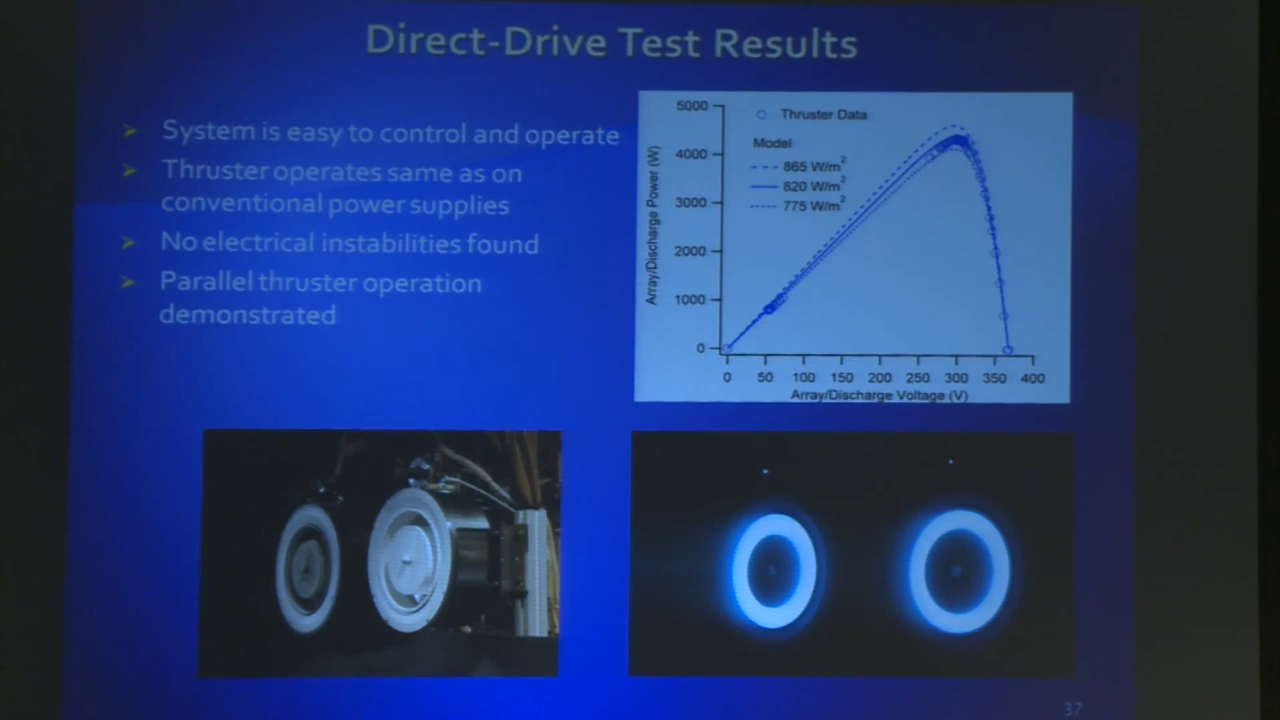 Direct-Drive Test Results
System is easy to control and operate
Thruster operates same as on
conventional power supplies
No electrical instabilities found
Parallel thruster operation
demonstrated
5000
4000
3000
2000
1000
0
Array/Discharge Power (W)
Thruster Data
Model
865 W/m²
820 W/m²
775 W/m²
0 50 100 150 200 250 300 350 400
Array/Discharge Voltage (V)
37